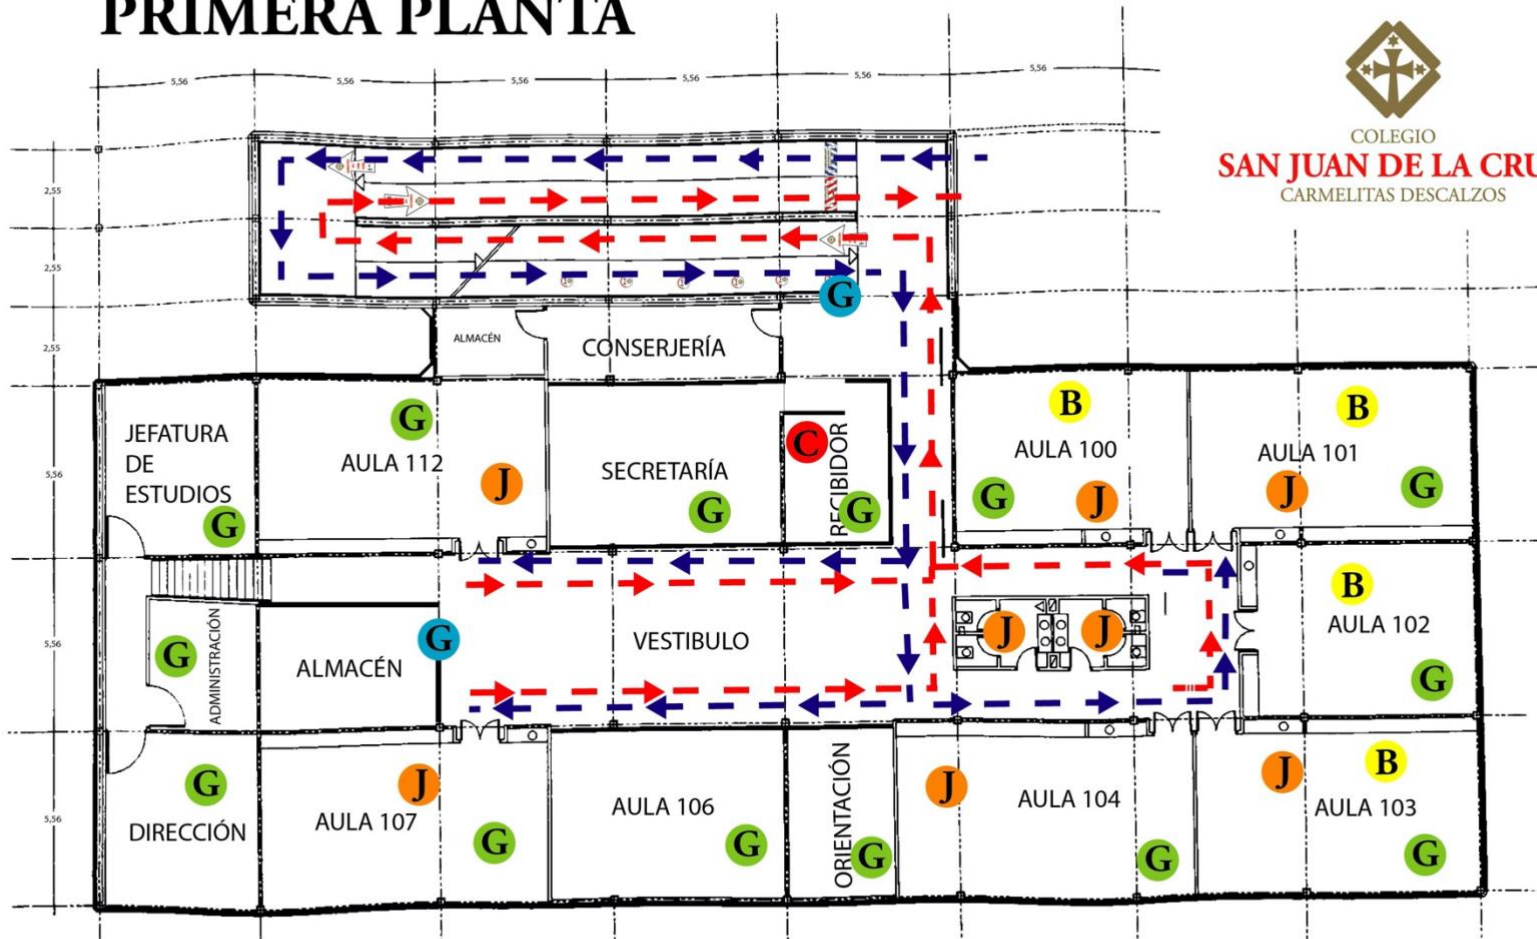 PRIMERA PLANTA
COLEGIO
SAN JUAN DE LA CRU
CARMELITAS DESCALZOS
5,56
5,56
5,56
5,56
5,56
5,56
2,55
2,55
2,55
5,56
5,56
5,56
G
ALMACÉN
CONSERJERÍA
JEFATURA
DE
ESTUDIOS
G
G
AULA 112
J
SECRETARÍA
G
C
RECIBIDOR
G
B
AULA 100
G
J
B
AULA 101
J
G
G
ADMINISTRACIÓN
ALMACÉN
G
VESTIBULO
J
J
B
AULA 102
G
G
DIRECCIÓN
J
AULA 107
G
AULA 106
G
ORIENTACIÓN
G
J
AULA 104
G
J
B
AULA 103
G